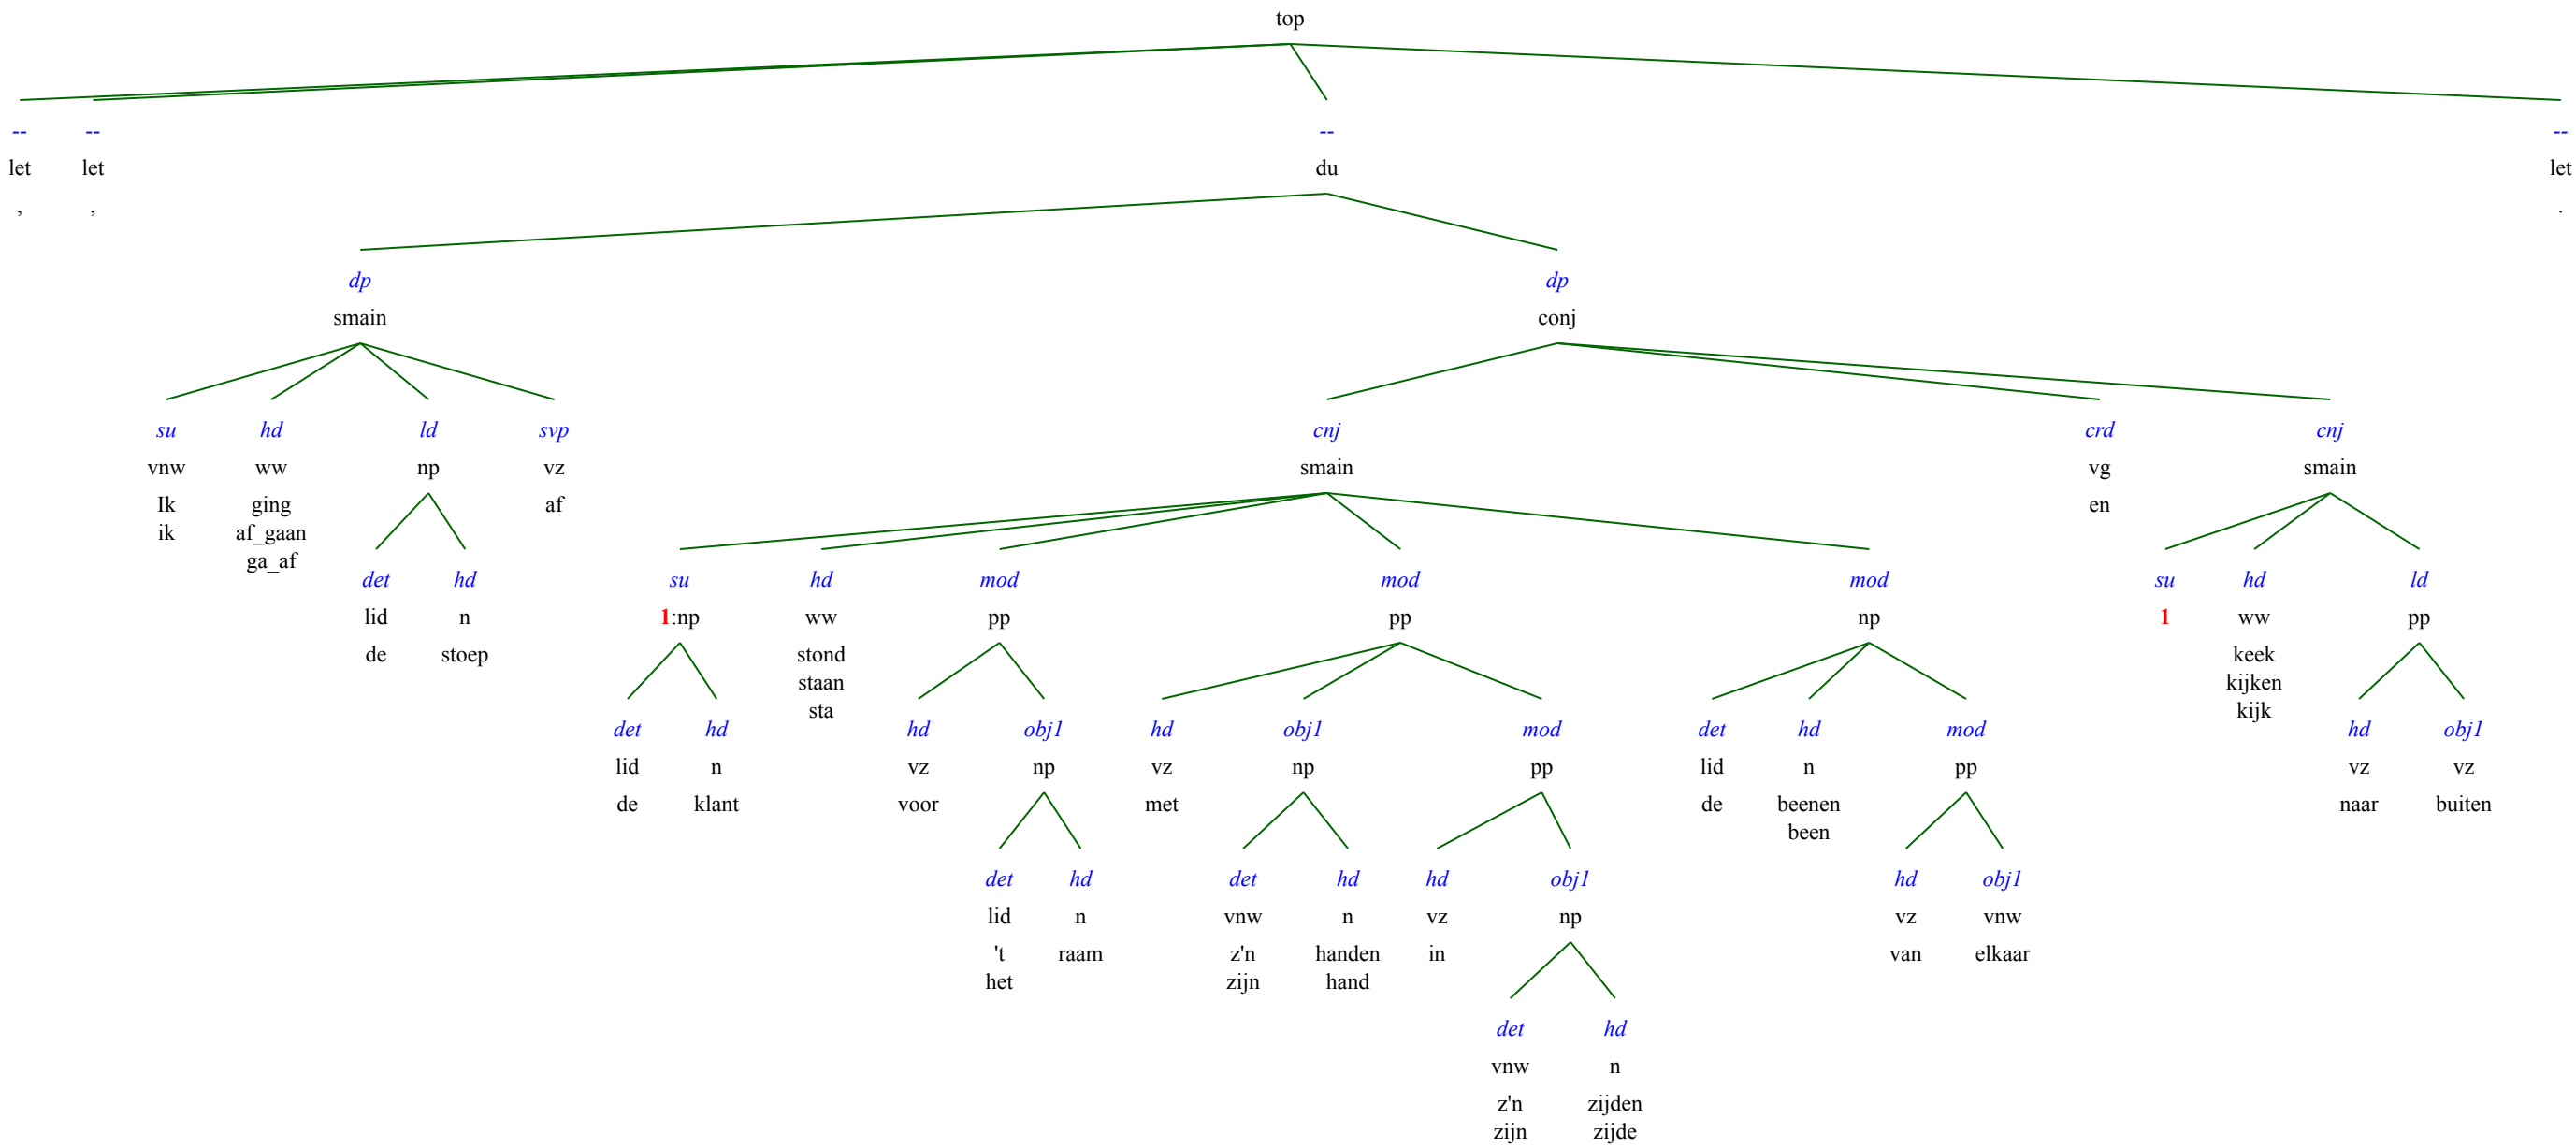 top
-- -- -- --
let let du let
, , .
dp dp
smain conj
su hd ld svp cnj crd cnj
vnw ww np vz smain vg smain
Ik ging af en
ik af_gaan
ga_af
det hd su hd mod mod mod su hd ld
lid n 1:np ww pp pp np 1 ww pp
de stoep stond keek
staan kijken
sta kijk
det hd hd obj1 hd obj1 mod det hd mod hd obj1
lid n vz np vz np pp lid n pp vz vz
de klant voor met de beenen naar buiten
been
det hd det hd hd obj1 hd obj1
lid n vnw n vz np vz vnw
't raam z'n handen in van elkaar
het zijn hand
det hd
vnw n
z'n zijden
zijn zijde